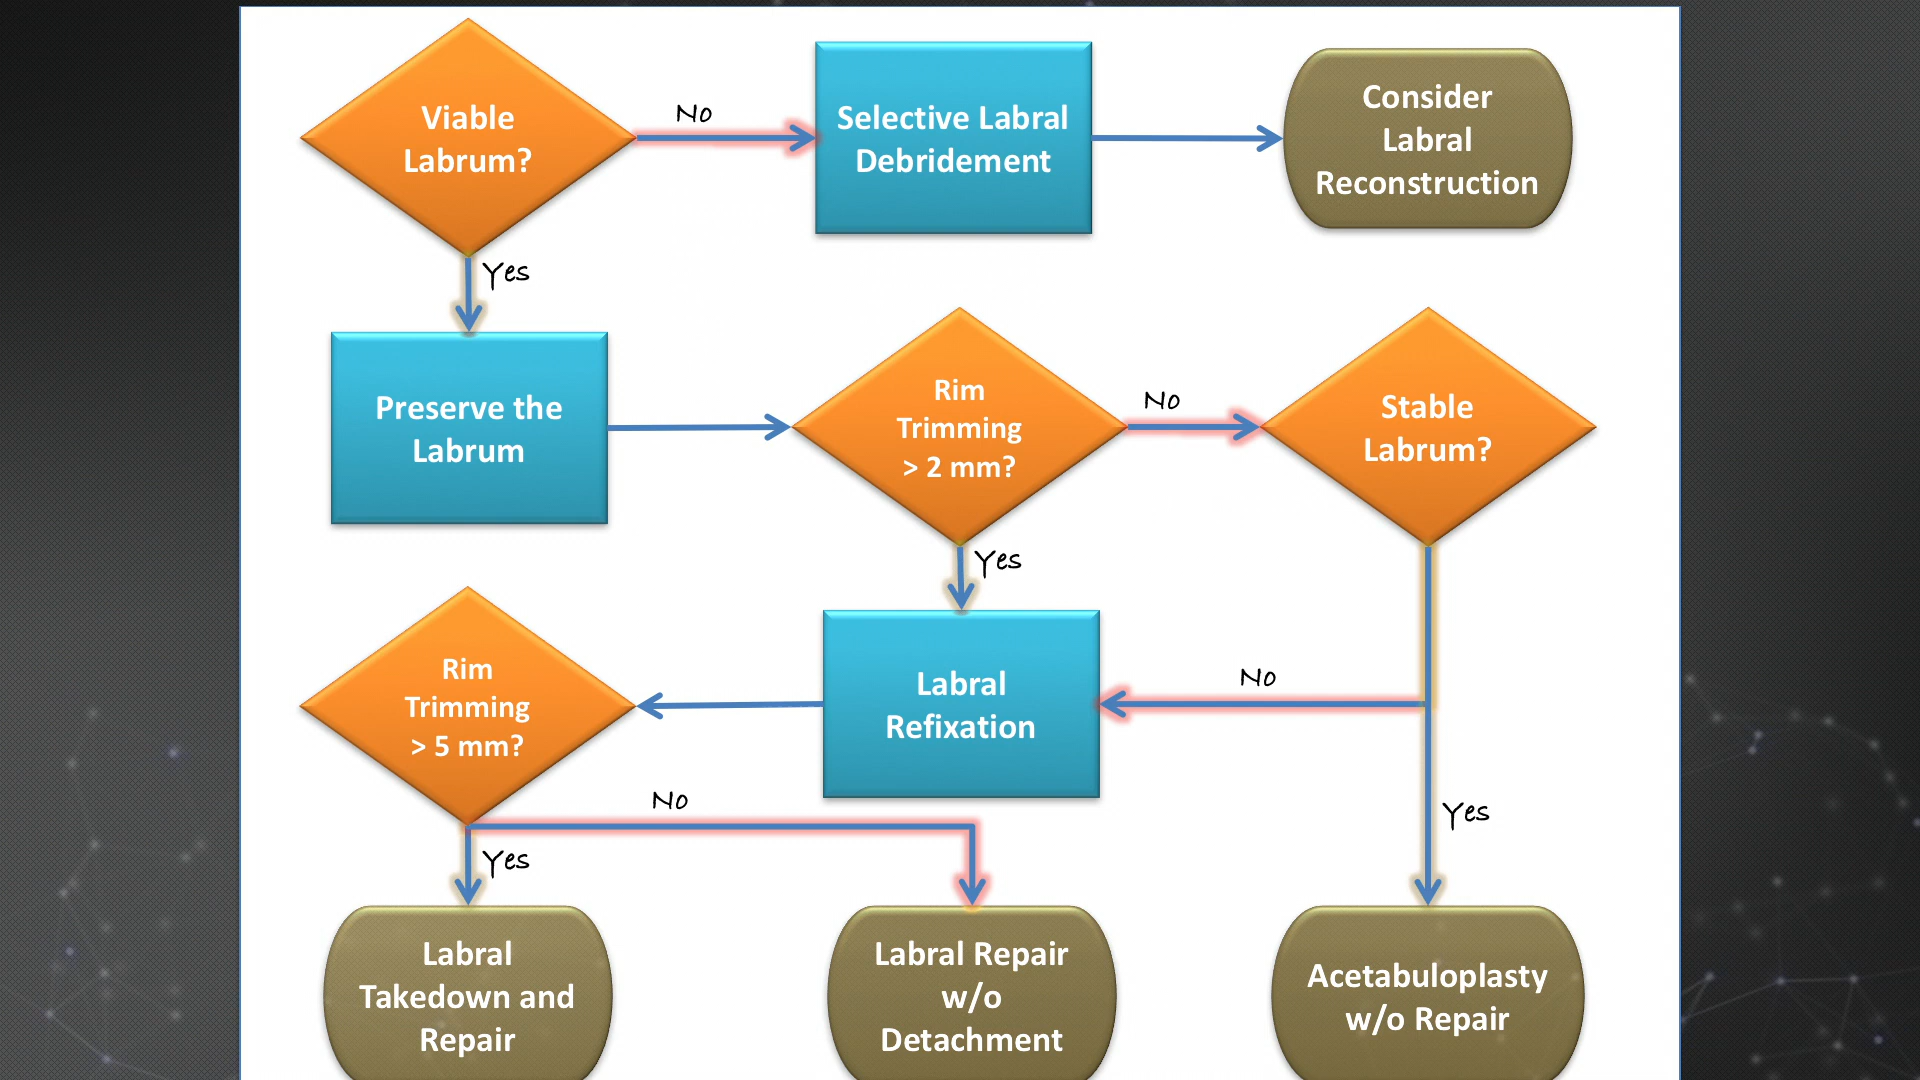 Viable
Labrum?
No
Selective Labral
Debridement
Consider
Labral
Reconstruction
Yes
Preserve the
Labrum
Rim
Trimming
> 2 mm?
No
Stable
Labrum?
Yes
Rim
Trimming
> 5 mm?
Labral
Refixation
No
No
Yes
Yes
Labral
Takedown and
Repair
Labral Repair
w/o
Detachment
Acetabuloplasty
w/o Repair